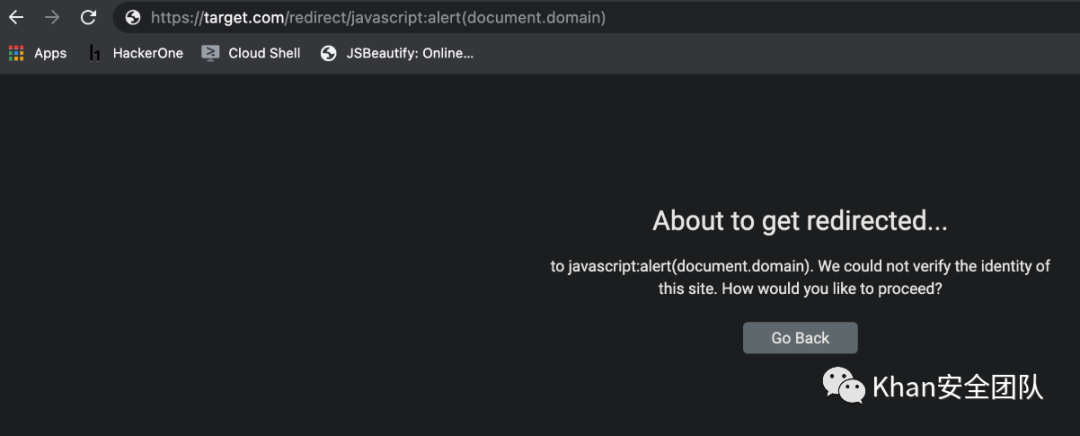 https://target.com/redirect/javascript:alert(document.domain)
Apps h1 HackerOne Cloud Shell JSBeautify: Online...
About to get redirected...
to javascript:alert(document.domain). We could not verify the identity of
this site. How would you like to proceed?
Go Back
Khan安全团队